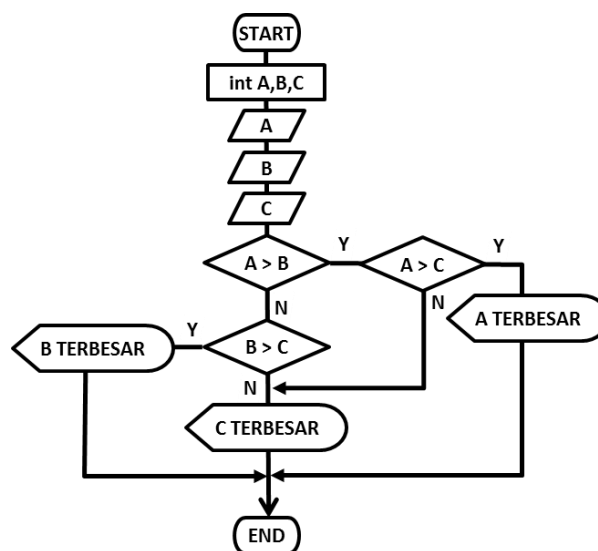 START
int A,B,C
A
B
C
A > B
Y
A > C
Y
N
N
A TERBESAR
B TERBESAR
Y
B > C
N
C TERBESAR
END